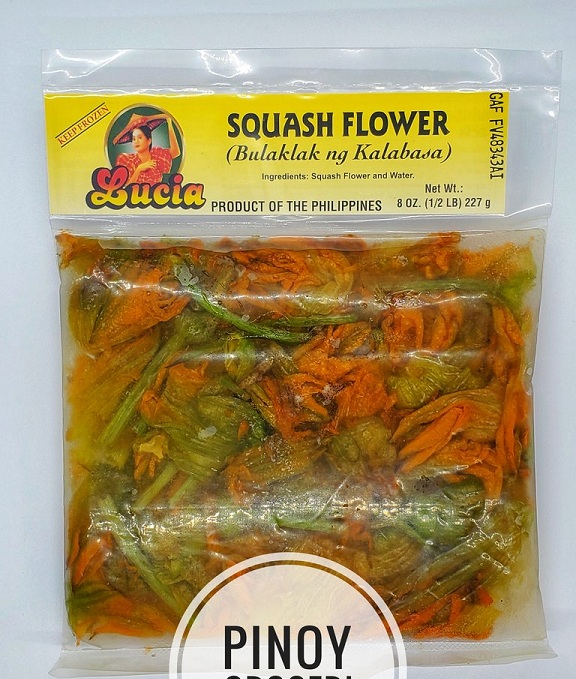 KEEP FROZEN
Lucia
SQUASH FLOWER
(Bulaklak ng Kalabasa)
Ingredients: Squash Flower and Water.
Net Wt.:
PRODUCT OF THE PHILIPPINES 8 OZ. (1/2 LB) 227 g
GAF FV48343AI
PINOY